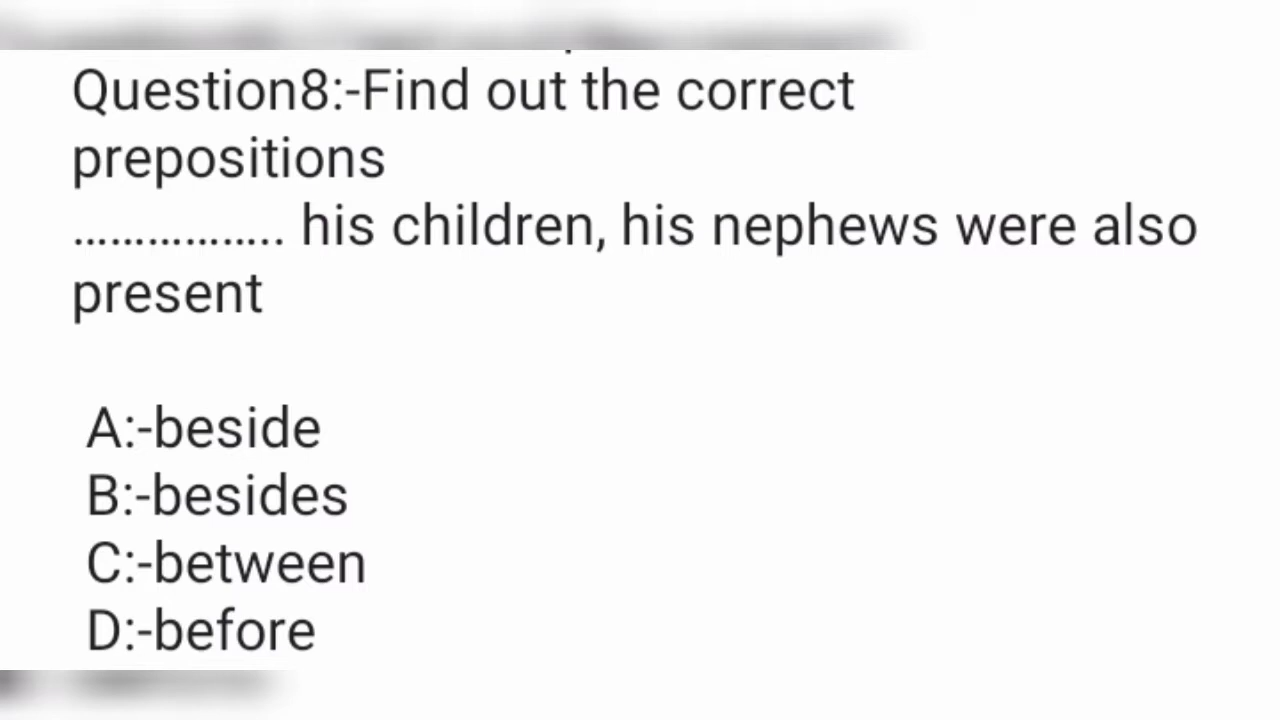 Question8:-Find out the correct
prepositions
…………….. his children, his nephews were also
present
A:-beside
B:-besides
C:-between
D:-before